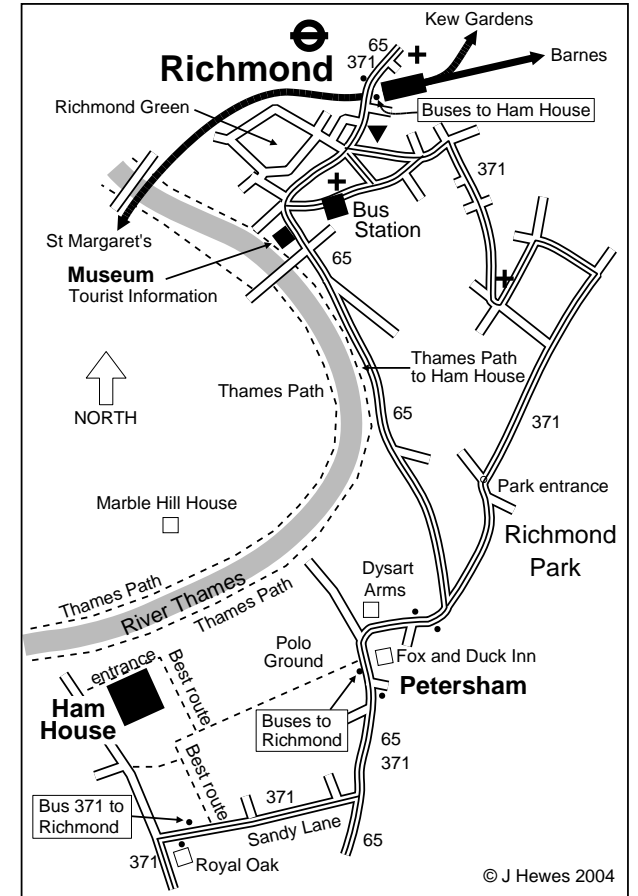 Kew Gardens
65
371
Barnes
Richmond
Richmond Green
Buses to Ham House
371
Bus
Station
St Margaret's
65
Museum
Tourist Information
Thames Path
to Ham House
NORTH
Thames Path
65
371
Park entrance
Marble Hill House
Richmond
Park
Dysart
Arms
Thames Path
River Thames
Thames Path
Polo
Ground
Fox and Duck Inn
entrance
Best route
Petersham
Ham
House
Buses to
Richmond
65
371
Best route
371
Bus 371 to
Richmond
Sandy Lane
65
371
Royal Oak
© J Hewes 2004